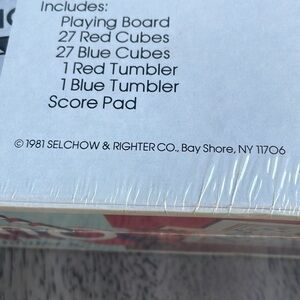 Includes:
Playing Board
27 Red Cubes
27 Blue Cubes
1 Red Tumbler
1 Blue Tumbler
Score Pad
© 1981 SELCHOW & RIGHTER CO., Bay Shore, NY 11706